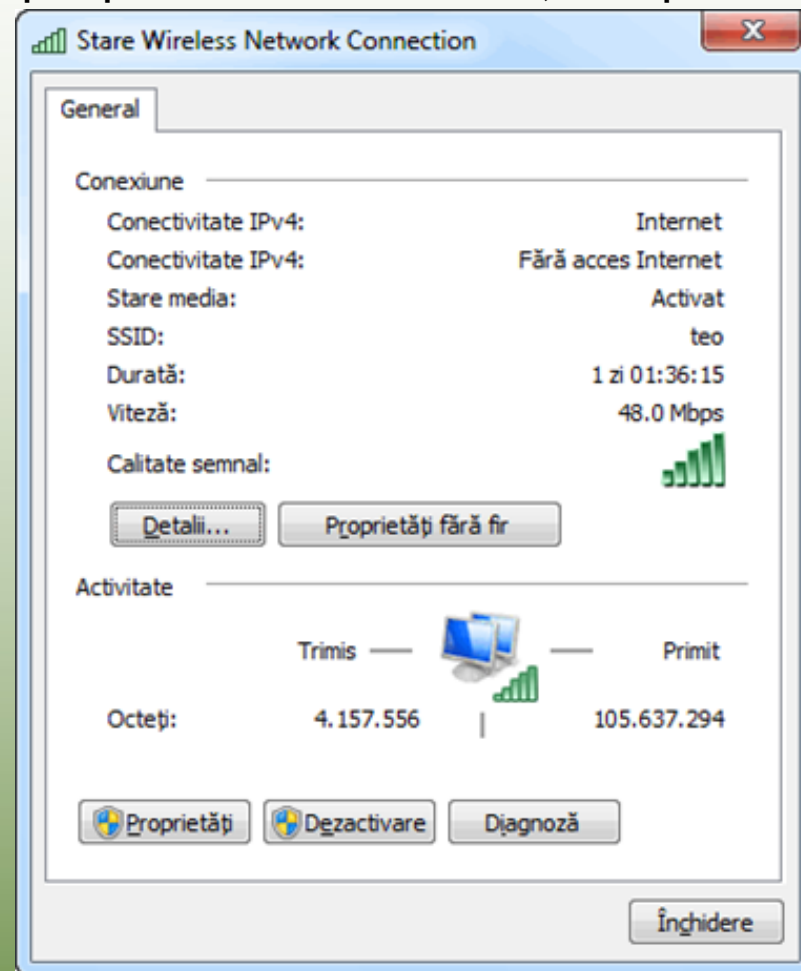 Stare Wireless Network Connection
General
Conexiune
Conectivitate IPv4: Internet
Conectivitate IPv4: Fără acces Internet
Stare media: Activat
SSID: teo
Durată: 1 zi 01:36:15
Viteză: 48.0 Mbps
Calitate semnal:
Detalii... Proprietăți fără fir
Activitate
Trimis — — Primit
Octeți: 4.157.556 | 105.637.294
Proprietăți Dezactivare Diagnoză
Închidere